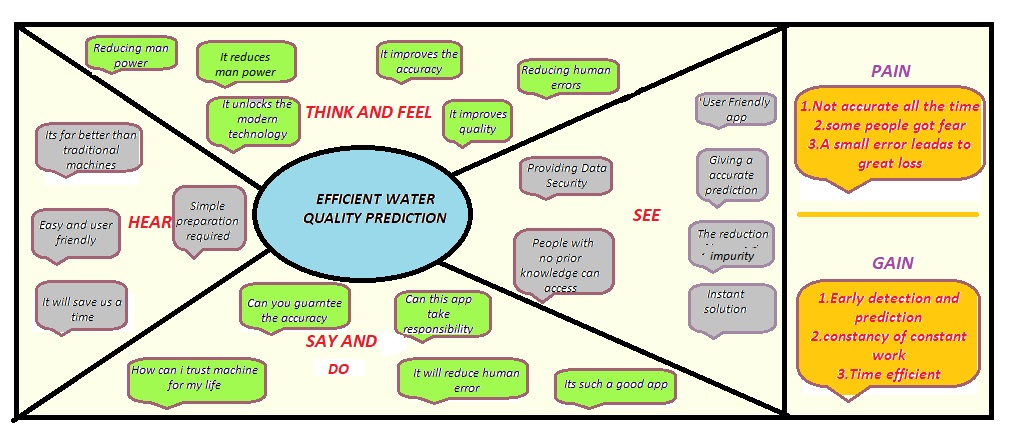 Reducing man
power
It reduces
man power
It improves the
accuracy
Reducing human
errors
It unlocks the
modern
technology
THINK AND FEEL
It improves
quality
Its far better than
traditional
machines
Simple
preparation
required
HEAR
Easy and user
friendly
It will save us a
time
EFFICIENT WATER
QUALITY PREDICTION
'User Friendly
app
Providing Data
Security
Giving a
accurate
prediction
SEE
People with
no prior
knowledge can
access
The reduction
impurity
Instant
solution
Can you guarntee
the accuracy
Can this app
take
responsibility
SAY AND
DO
How can i trust machine
for my life
It will reduce human
error
Its such a good app
PAIN
1.Not accurate all the time
2.some people got fear
3.A small error leadas to
great loss
GAIN
1.Early detection and
prediction
2.constancy of constant
work
3.Time efficient